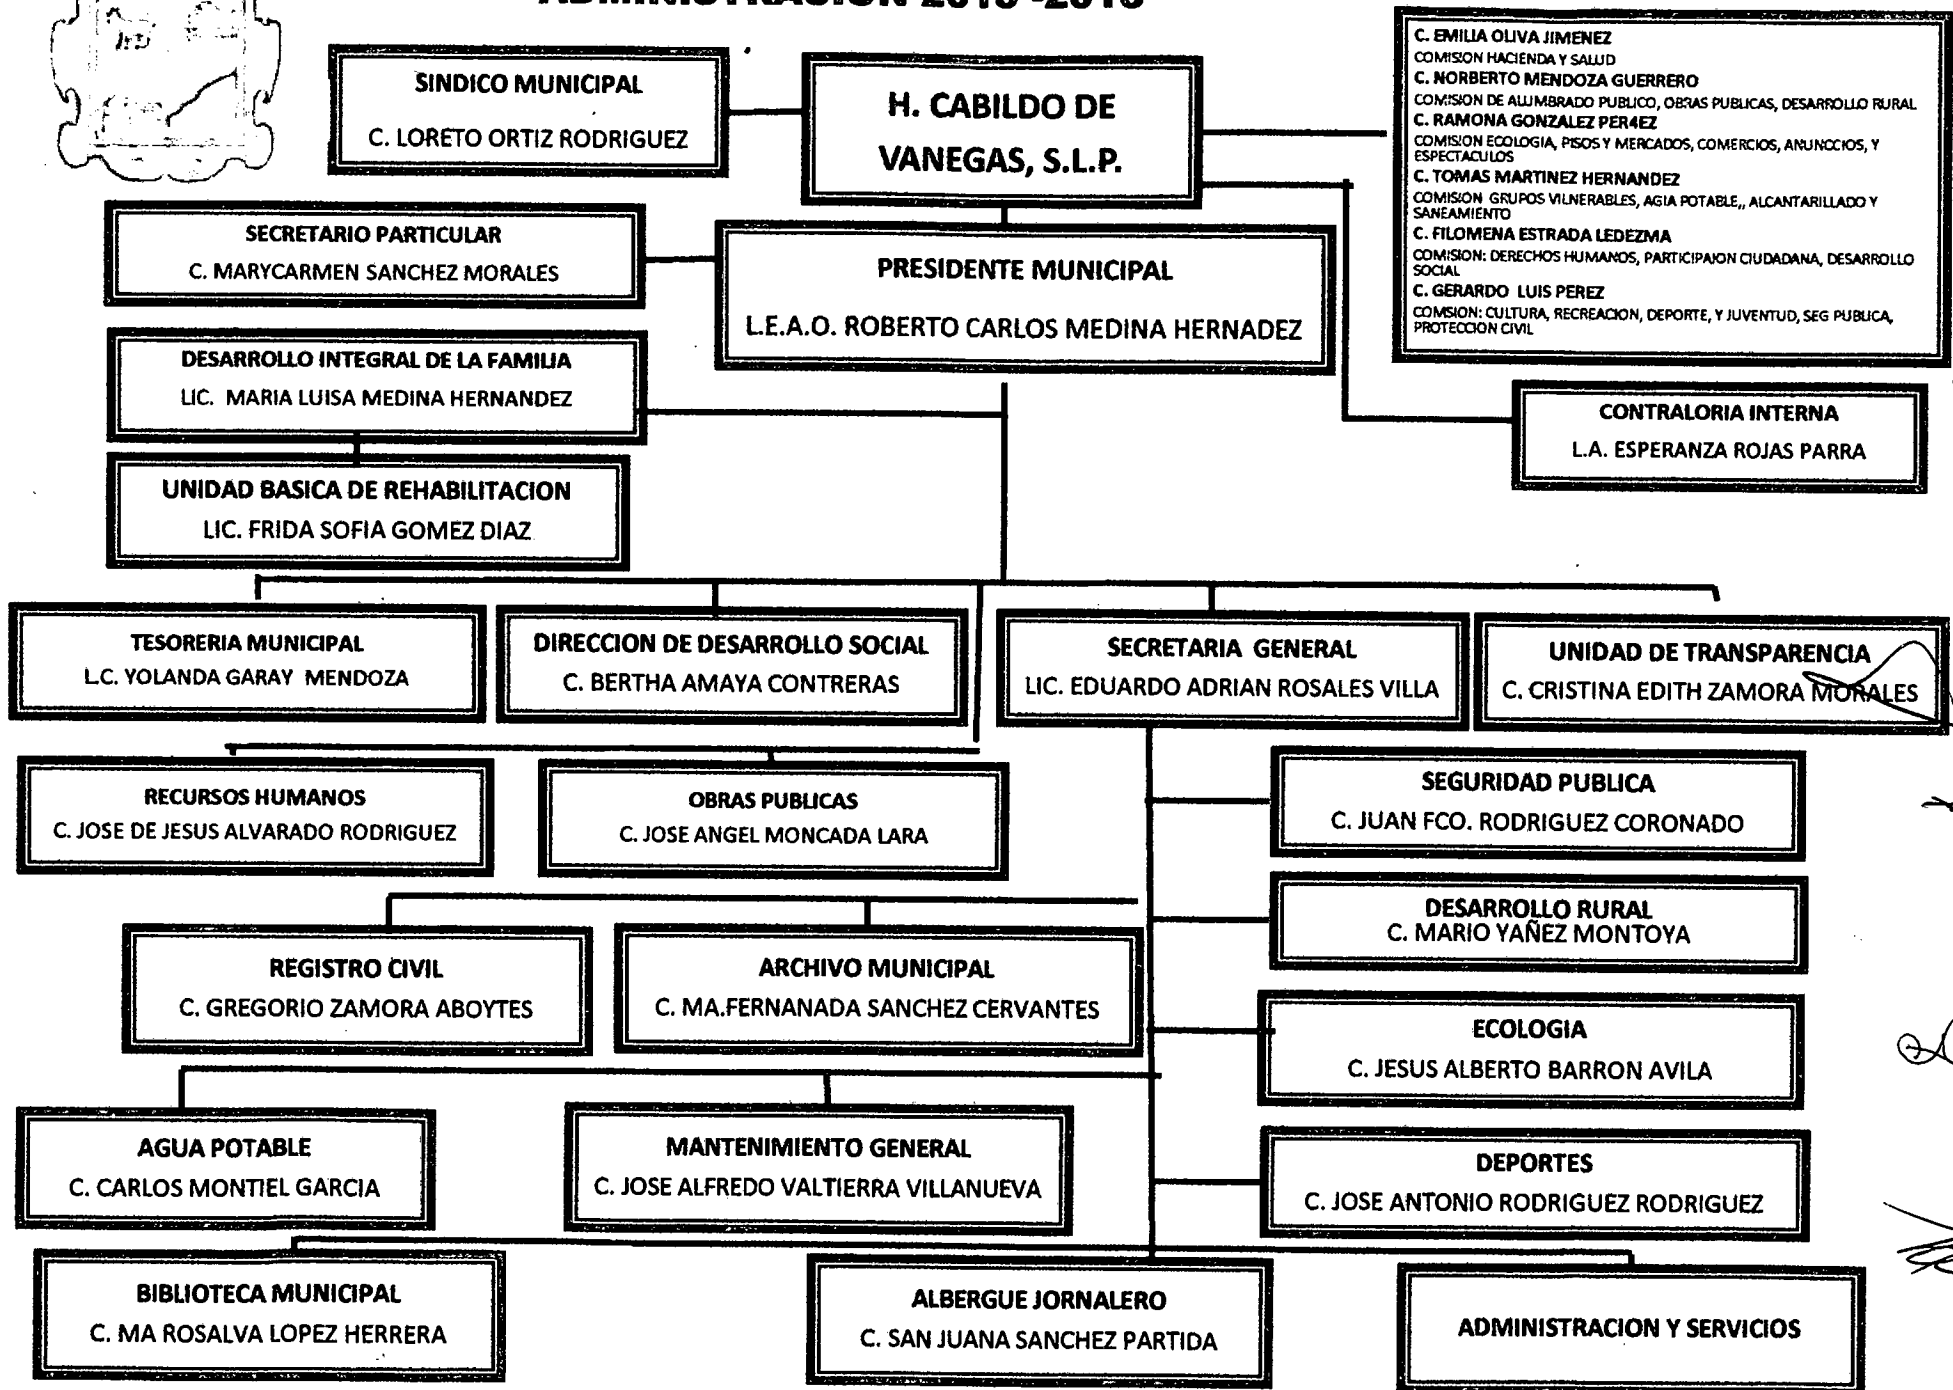 ADMINISTRACION 2015 -2018
SINDICO MUNICIPAL
C. LORETO ORTIZ RODRIGUEZ
H. CABILDO DE
VANEGAS, S.L.P.
C. EMILIA OLIVA JIMENEZ
COMISION HACIENDA Y SALUD
C. NORBERTO MENDOZA GUERRERO
COMISION DE ALUMBRADO PUBLICO, OBRAS PUBLICAS, DESARROLLO RURAL
C. RAMONA GONZALEZ PER4EZ
COMISION ECOLOGIA, PISOS Y MERCADOS, COMERCIOS, ANUNCCIOS, Y
ESPECTACULOS
C. TOMAS MARTINEZ HERNANDEZ
COMISION GRUPOS VILNERABLES, AGIA POTABLE,, ALCANTARILLADO Y
SANEAMIENTO
C. FILOMENA ESTRADA LEDEZMA
COMISION: DERECHOS HUMANOS, PARTICIPAION CIUDADANA, DESARROLLO
SOCIAL
C. GERARDO LUIS PEREZ
COMSION: CULTURA, RECREACION, DEPORTE, Y JUVENTUD, SEG PUBLICA,
PROTECCION CIVIL
SECRETARIO PARTICULAR
C. MARYCARMEN SANCHEZ MORALES
PRESIDENTE MUNICIPAL
L.E.A.O. ROBERTO CARLOS MEDINA HERNADEZ
DESARROLLO INTEGRAL DE LA FAMILIA
LIC. MARIA LUISA MEDINA HERNANDEZ
CONTRALORIA INTERNA
L.A. ESPERANZA ROJAS PARRA
UNIDAD BASICA DE REHABILITACION
LIC. FRIDA SOFIA GOMEZ DIAZ
TESORERIA MUNICIPAL
L.C. YOLANDA GARAY MENDOZA
DIRECCION DE DESARROLLO SOCIAL
C. BERTHA AMAYA CONTRERAS
SECRETARIA GENERAL
LIC. EDUARDO ADRIAN ROSALES VILLA
UNIDAD DE TRANSPARENCIA
C. CRISTINA EDITH ZAMORA MORALES
RECURSOS HUMANOS
C. JOSE DE JESUS ALVARADO RODRIGUEZ
OBRAS PUBLICAS
C. JOSE ANGEL MONCADA LARA
SEGURIDAD PUBLICA
C. JUAN FCO. RODRIGUEZ CORONADO
DESARROLLO RURAL
C. MARIO YAÑEZ MONTOYA
REGISTRO CIVIL
C. GREGORIO ZAMORA ABOYTES
ARCHIVO MUNICIPAL
C. MA.FERNANADA SANCHEZ CERVANTES
ECOLOGIA
C. JESUS ALBERTO BARRON AVILA
AGUA POTABLE
C. CARLOS MONTIEL GARCIA
MANTENIMIENTO GENERAL
C. JOSE ALFREDO VALTIERRA VILLANUEVA
DEPORTES
C. JOSE ANTONIO RODRIGUEZ RODRIGUEZ
BIBLIOTECA MUNICIPAL
C. MA ROSALVA LOPEZ HERRERA
ALBERGUE JORNALERO
C. SAN JUANA SANCHEZ PARTIDA
ADMINISTRACION Y SERVICIOS